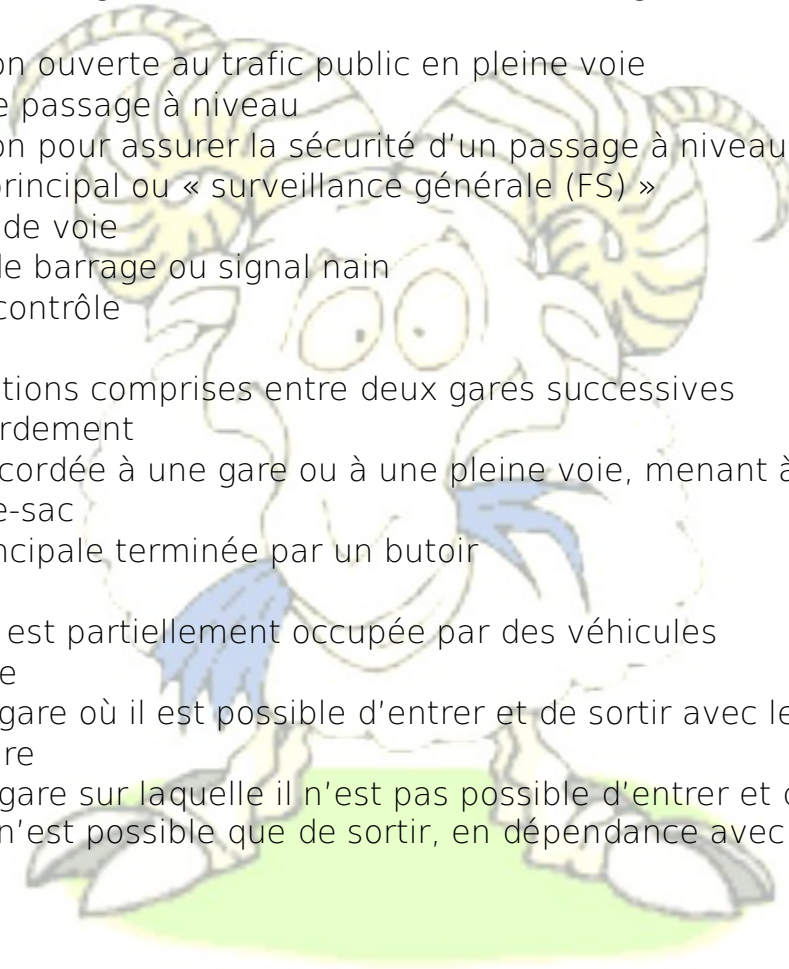 on ouverte au trafic public en pleine voie
e passage à niveau
on pour assurer la sécurité d’un passage à niveau
principal ou « surveillance générale (FS) »
de voie
de barrage ou signal nain
contrôle
tions comprises entre deux gares successives
rdement
cordée à une gare ou à une pleine voie, menant à
e-sac
ncipale terminée par un butoir
est partiellement occupée par des véhicules
e
gare où il est possible d’entrer et de sortir avec le
re
gare sur laquelle il n’est pas possible d’entrer et
n’est possible que de sortir, en dépendance avec